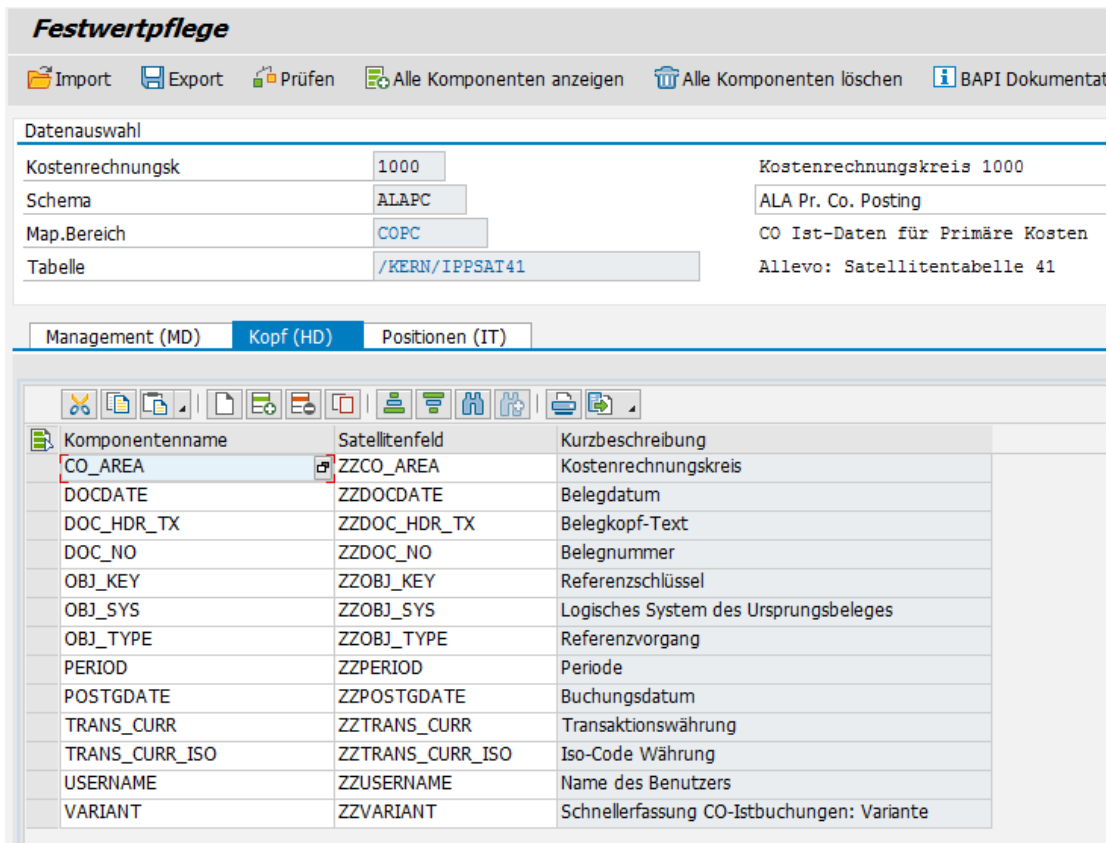 Festwertpflege
Import Export Prüfen Alle Komponenten anzeigen Alle Komponenten löschen BAPI Dokumentat
Datenauswahl
Kostenrechnungsk 1000 Kostenrechnungskreis 1000
Schema ALAPC ALA Pr. Co. Posting
Map.Bereich COPC CO Ist-Daten für Primäre Kosten
Tabelle /KERN/IPPSAT41 Allevo: Satellitentabelle 41
Management (MD) Kopf (HD) Positionen (IT)
Komponentenname Satellitenfeld Kurzbeschreibung
CO_AREA ZZCO_AREA Kostenrechnungskreis
DOCDATE ZZDOCDATE Belegdatum
DOC_HDR_TX ZZDOC_HDR_TX Belegkopf-Text
DOC_NO ZZDOC_NO Belegnummer
OBJ_KEY ZZOBJ_KEY Referenzschlüssel
OBJ_SYS ZZOBJ_SYS Logisches System des Ursprungsbeleges
OBJ_TYPE ZZOBJ_TYPE Referenzvorgang
PERIOD ZZPERIOD Periode
POSTGDATE ZZPOSTGDATE Buchungsdatum
TRANS_CURR ZZTRANS_CURR Transaktionswährung
TRANS_CURR_ISO ZZTRANS_CURR_ISO Iso-Code Währung
USERNAME ZZUSERNAME Name des Benutzers
VARIANT ZZVARIANT Schnellerfassung CO-Istbuchungen: Variante